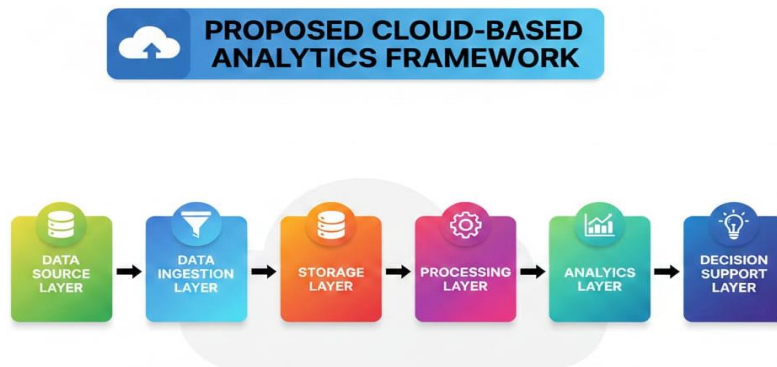 PROPOSED CLOUD-BASED
ANALYTICS FRAMEWORK
DATA
SOURCE
LAYER
DATA
INGESTION
LAYER
STORAGE
LAYER
PROCESSING
LAYER
ANALYICS
LAYER
DECISION
SUPPORT
LAYER